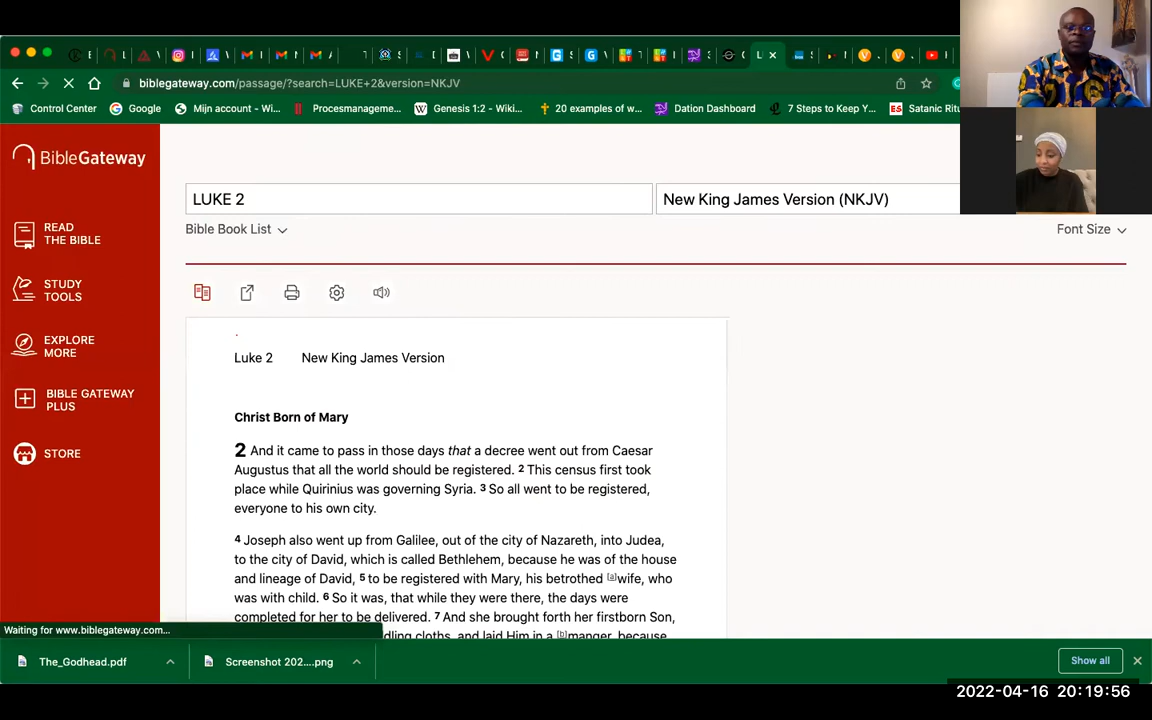 biblegateway.com/passage/?search=LUKE+2&version=NKJV
Control Center
Google
Mijn account - Wi...
Procesmanageme...
Genesis 1:2 - Wiki...
20 examples of w...
Dation Dashboard
7 Steps to Keep Y...
ES
Satanic Ritu
BibleGateway
LUKE 2
New King James Version (NKJV)
Bible Book List
Font Size
READ
THE BIBLE
STUDY
TOOLS
EXPLORE
MORE
BIBLE GATEWAY
PLUS
STORE
Luke 2 New King James Version
Christ Born of Mary
2 And it came to pass in those days that a decree went out from Caesar
Augustus that all the world should be registered. 2 This census first took
place while Quirinius was governing Syria. 3 So all went to be registered,
everyone to his own city.
4 Joseph also went up from Galilee, out of the city of Nazareth, into Judea,
to the city of David, which is called Bethlehem, because he was of the house
and lineage of David, 5 to be registered with Mary, his betrothed [a]wife, who
was with child. 6 So it was, that while they were there, the days were
completed for her to be delivered. 7 And she brought forth her firstborn Son,
dling cloths, and laid Him in a [b]manger, because
Waiting for www.biblegateway.com...
The_Godhead.pdf
Screenshot 202....png
Show all
2022-04-16 20:19:56